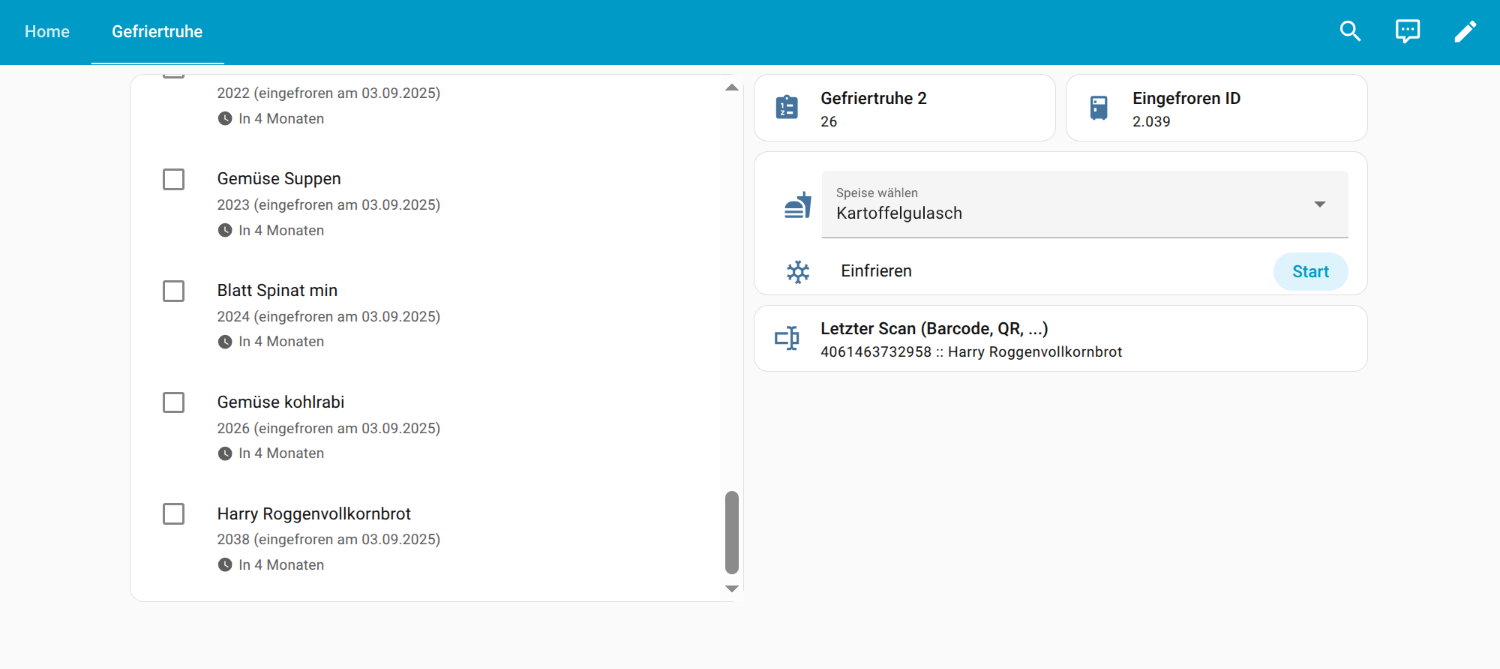 Home
Gefriertruhe
2022 (eingefroren am 03.09.2025)
In 4 Monaten
Gemüse Suppen
2023 (eingefroren am 03.09.2025)
In 4 Monaten
Blatt Spinat min
2024 (eingefroren am 03.09.2025)
In 4 Monaten
Gemüse kohlrabi
2026 (eingefroren am 03.09.2025)
In 4 Monaten
Harry Roggenvollkornbrot
2038 (eingefroren am 03.09.2025)
In 4 Monaten
Gefriertruhe 2
26
Eingefroren ID
2.039
Speise wählen
Kartoffelgulasch
Einfrieren
Start
Letzter Scan (Barcode, QR, ...)
4061463732958 :: Harry Roggenvollkornbrot